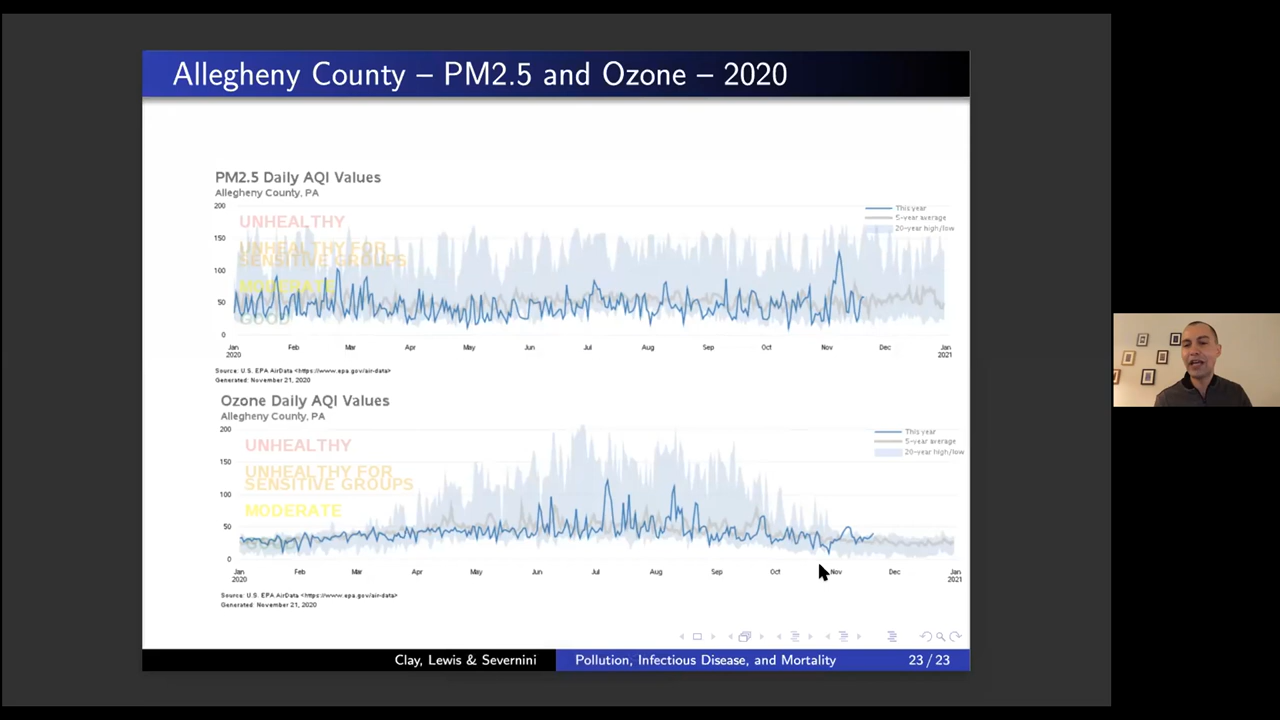 Allegheny County – PM2.5 and Ozone – 2020
PM2.5 Daily AQI Values
Allegheny County, PA
200
150
100
50
0
UNHEALTHY
UNHEALTHY FOR
SENSITIVE GROUPS
MODERATE
GOOD
This year
5-year average
20-year high/low
Jan Feb Mar Apr May Jun Jul Aug Sep Oct Nov Dec Jan
2020 2021
Source: U.S. EPA AirData <https://www.epa.gov/air-data>
Generated: November 21, 2020
Ozone Daily AQI Values
Allegheny County, PA
200
150
100
50
0
UNHEALTHY
UNHEALTHY FOR
SENSITIVE GROUPS
MODERATE
GOOD
This year
5-year average
20-year high/low
Jan Feb Mar Apr May Jun Jul Aug Sep Oct Nov Dec Jan
2020 2021
Source: U.S. EPA AirData <https://www.epa.gov/air-data>
Generated: November 21, 2020
Clay, Lewis & Severnini Pollution, Infectious Disease, and Mortality 23 / 23